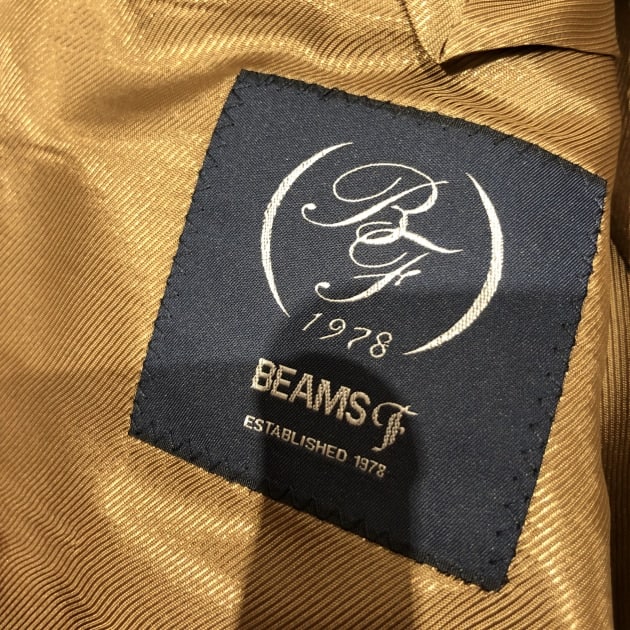 BF
1978
BEAMS F
ESTABLISHED 1978